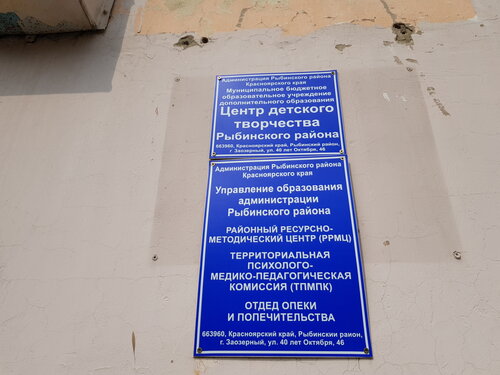 Администрация Рыбинского района
Красноярского края
Муниципальное бюджетное
образовательное учреждение
дополнительного образования
Центр детского
творчества
Рыбинского района
663960, Красноярский край, Рыбинский район,
г. Заозерный, ул. 40 лет Октября, 46
Администрация Рыбинского района
Красноярского края
Управление образования
администрации
Рыбинского района
РАЙОННЫЙ РЕСУРСНО-
МЕТОДИЧЕСКИЙ ЦЕНТР (РРМЦ)
ТЕРРИТОРИАЛЬНАЯ
ПСИХОЛОГО-
МЕДИКО-ПЕДАГОГИЧЕСКАЯ
КОМИССИЯ (ТПМПК)
ОТДЕЛ ОПЕКИ
И ПОПЕЧИТЕЛЬСТВА
663960, Красноярский край, Рыбинский район,
г. Заозерный, ул. 40 лет Октября, 46